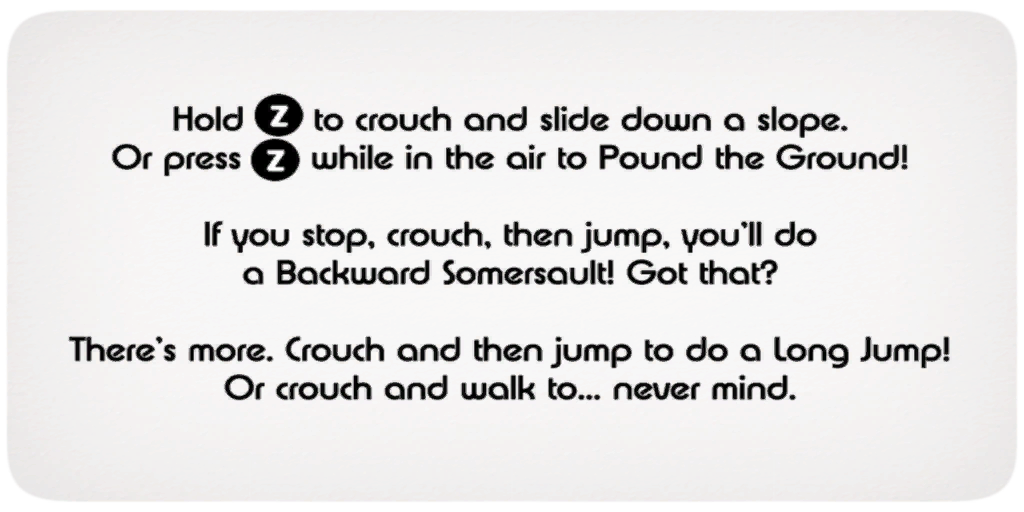 Hold Z to crouch and slide down a slope.
Or press Z while in the air to Pound the Ground!
If you stop, crouch, then jump, you'll do
a Backward Somersault! Got that?
There's more. Crouch and then jump to do a Long Jump!
Or crouch and walk to... never mind.